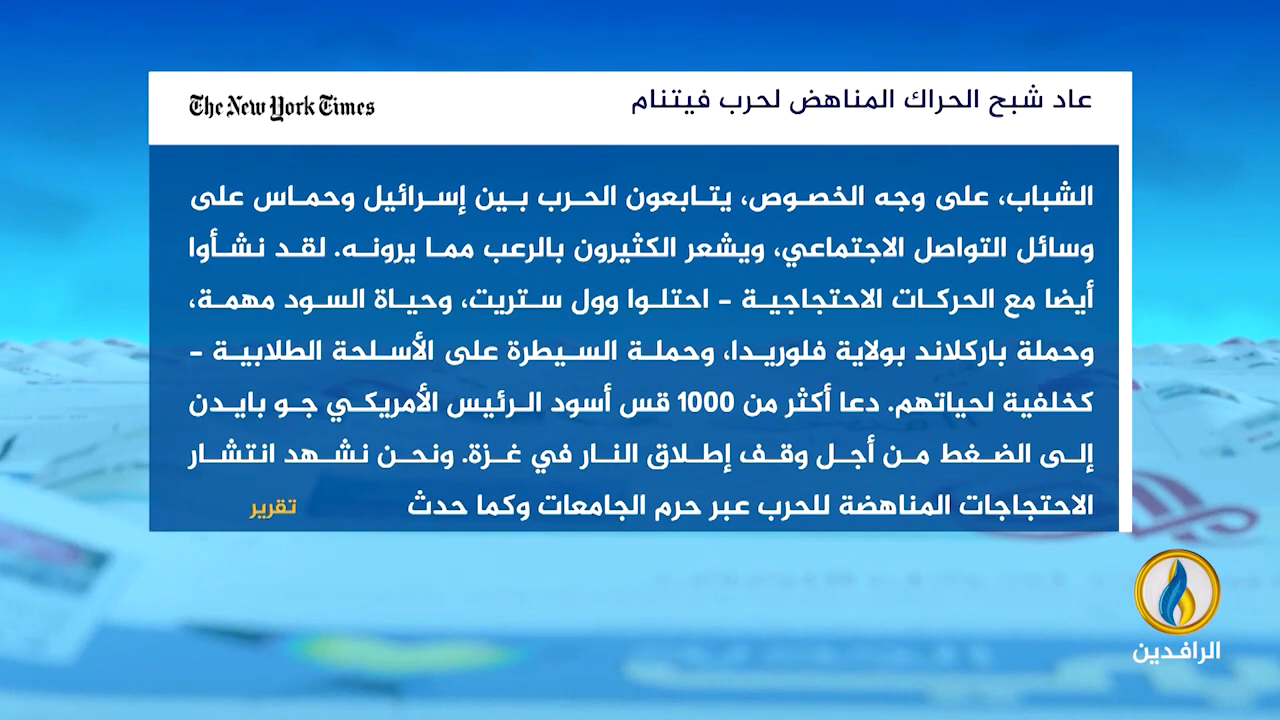 عاد شبح الحراك المناهض لحرب فيتنام
The New York Times
الشباب، على وجه الخصوص، يتابعون الحرب بين إسرائيل وحماس على
وسائل التواصل الاجتماعي، ويشعر الكثيرون بالرعب مما يرونه. لقد نشأوا
أيضا مع الحركات الاحتجاجية - احتلوا وول ستريت، وحياة السود مهمة،
وحملة باركلاند بولاية فلوريدا، وحملة السيطرة على الأسلحة الطلابية -
كخلفية لحياتهم. دعا أكثر من 1000 قس أسود الرئيس الأمريكي جو بايدن
إلى الضغط من أجل وقف إطلاق النار في غزة. ونحن نشهد انتشار
الاحتجاجات المناهضة للحرب عبر حرم الجامعات وكما حدث
تقرير
الرافدين